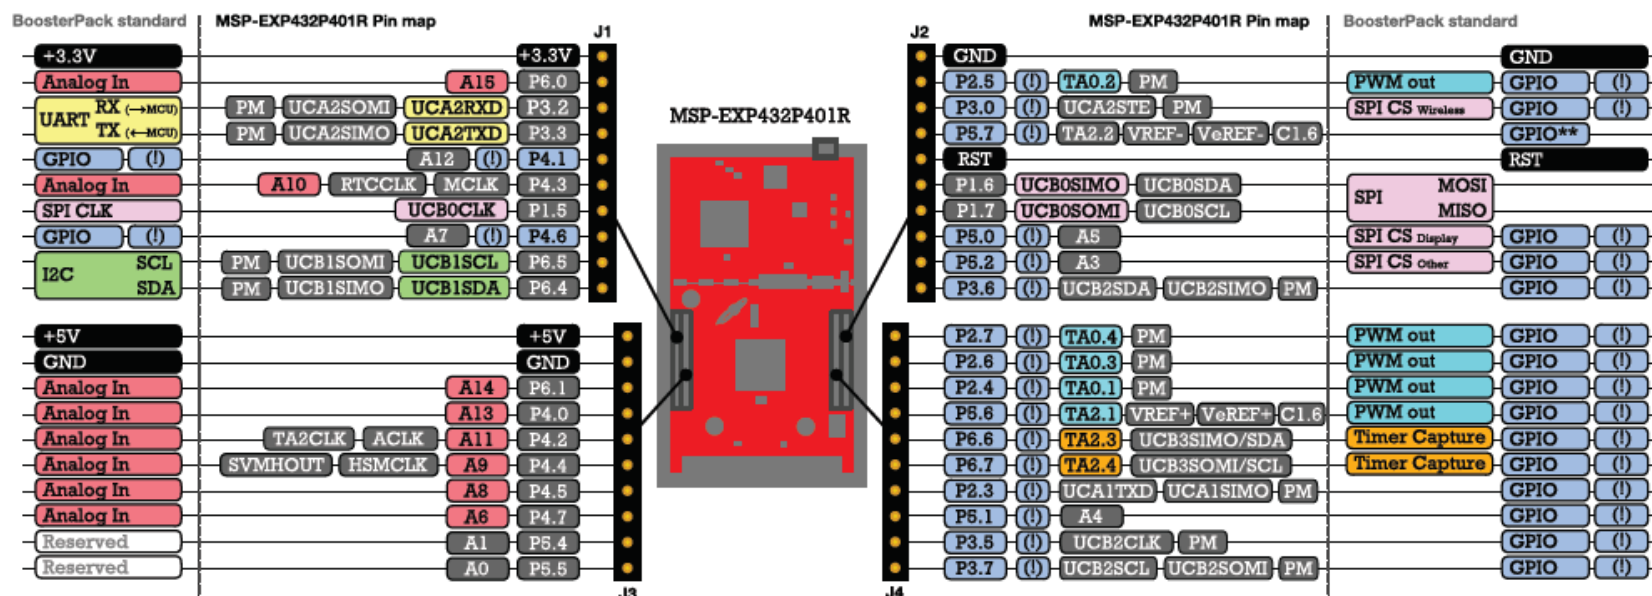 BoosterPack standard MSP-EXP432P401R Pin map MSP-EXP432P401R Pin map BoosterPack standard
J1 J2
+3.3V +3.3V GND GND
Analog In A15 P6.0 P2.5 (!) TA0.2 PM PWM out GPIO (!)
UART RX (→MCU) PM UCA2SOMI UCA2RXD P3.2 P3.0 (!) UCA2STE PM SPI CS Wireless GPIO (!)
TX (←MCU) PM UCA2SIMO UCA2TXD P3.3 P5.7 (!) TA2.2 VREF- VeREF- C1.6 GPIO**
GPIO (!) A12 (!) P4.1 RST RST
Analog In A10 RTCCLK MCLK P4.3 P1.6 UCB0SIMO UCB0SDA SPI MOSI
SPI CLK UCB0CLK P1.5 P1.7 UCB0SOMI UCB0SCL MISO
GPIO (!) A7 (!) P4.6 P5.0 (!) A5 SPI CS Display GPIO (!)
I2C SCL PM UCB1SOMI UCB1SCL P6.5 P5.2 (!) A3 SPI CS Other GPIO (!)
SDA PM UCB1SIMO UCB1SDA P6.4 P3.6 (!) UCB2SDA UCB2SIMO PM GPIO (!)
MSP-EXP432P401R
+5V +5V P2.7 (!) TA0.4 PM PWM out GPIO (!)
GND GND P2.6 (!) TA0.3 PM PWM out GPIO (!)
Analog In A14 P6.1 P2.4 (!) TA0.1 PM PWM out GPIO (!)
Analog In A13 P4.0 P5.6 (!) TA2.1 VREF+ VeREF+ C1.6 PWM out GPIO (!)
Analog In TA2CLK ACLK A11 P4.2 P6.6 (!) TA2.3 UCB3SIMO/SDA Timer Capture GPIO (!)
Analog In SVMHOUT HSMCLK A9 P4.4 P6.7 (!) TA2.4 UCB3SOMI/SCL Timer Capture GPIO (!)
Analog In A8 P4.5 P2.3 (!) UCA1TXD UCA1SIMO PM GPIO (!)
Analog In A6 P4.7 P5.1 (!) A4 GPIO (!)
Reserved A1 P5.4 P3.5 (!) UCB2CLK PM GPIO (!)
Reserved A0 P5.5 P3.7 (!) UCB2SCL UCB2SOMI PM GPIO (!)
J3 J4